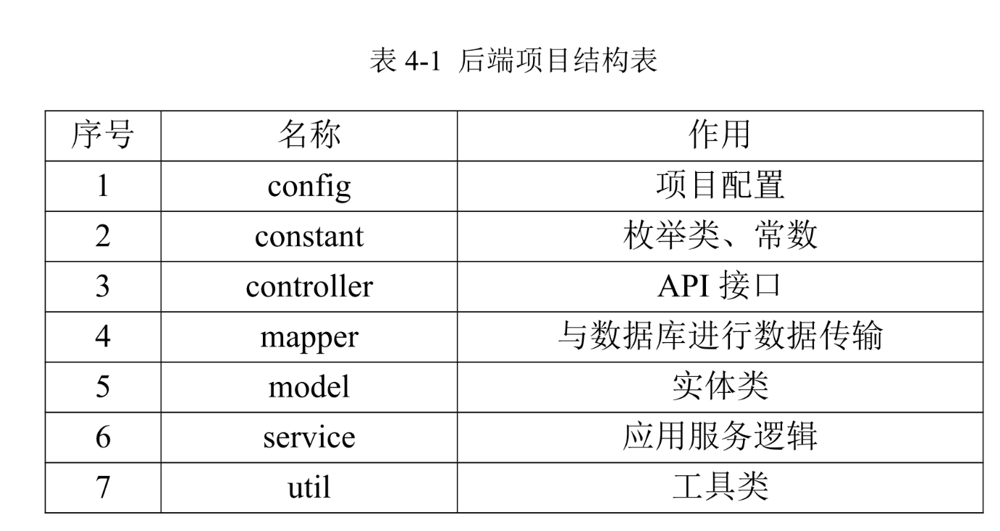 表 4-1 后端项目结构表
序号 名称 作用
1 config 项目配置
2 constant 枚举类、常数
3 controller API 接口
4 mapper 与数据库进行数据传输
5 model 实体类
6 service 应用服务逻辑
7 util 工具类